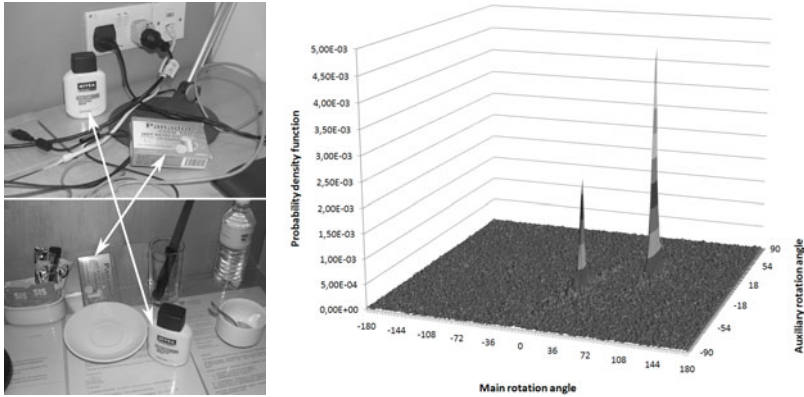 NIVEA
Panadol
NIVEA
Probability density function
5,00E-03
4,50E-03
4,00E-03
3,50E-03
3,00E-03
2,50E-03
2,00E-03
1,50E-03
1,00E-03
5,00E-04
0,00E+00
-180 -144 -108 -72 -36 0 36 72 108 144 180
Main rotation angle
90
54
18
-18
-54
-90
Auxiliary rotation angle